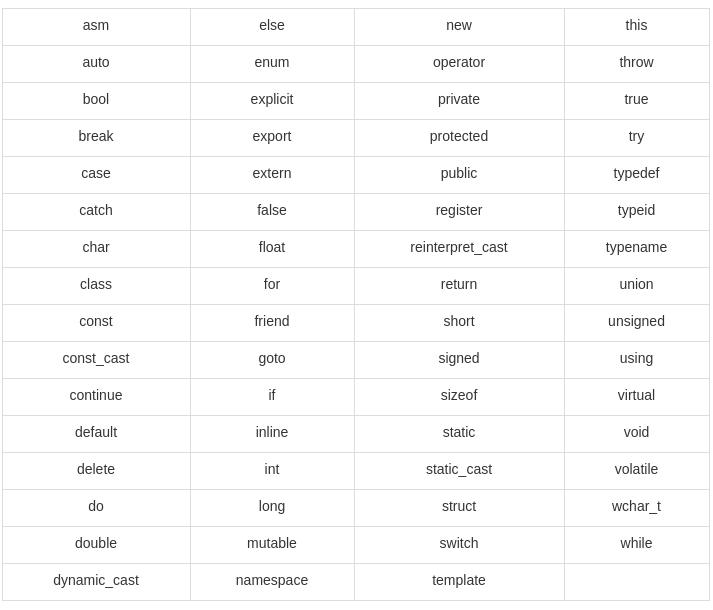 asm else new this
auto enum operator throw
bool explicit private true
break export protected try
case extern public typedef
catch false register typeid
char float reinterpret_cast typename
class for return union
const friend short unsigned
const_cast goto signed using
continue if sizeof virtual
default inline static void
delete int static_cast volatile
do long struct wchar_t
double mutable switch while
dynamic_cast namespace template